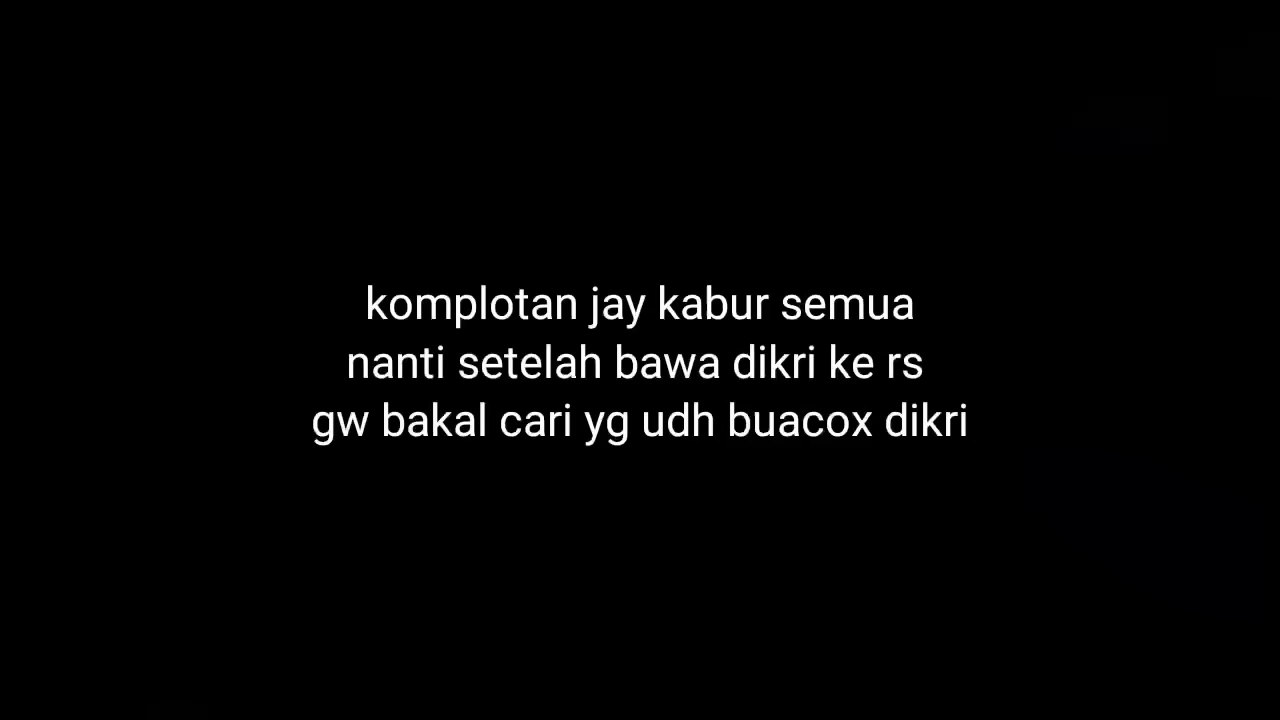 komplotan jay kabur semua
nanti setelah bawa dikri ke rs
gw bakal cari yg udh buacox dikri